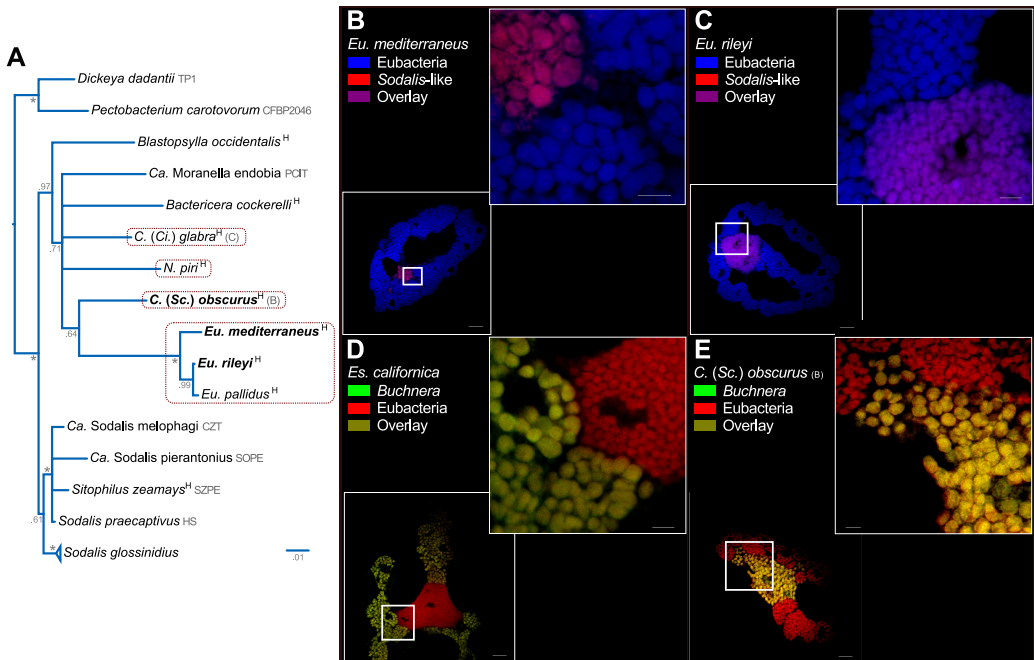 A
Dickeya dadantii TP1
Pectobacterium carotovorum CFBP2046
Blastopsylla occidentalis H
Ca. Moranella endobia PCIT
Bactericera cockerelli H
C. (Ci.) glabra H (C)
N. piri H
C. (Sc.) obscurus H (B)
Eu. mediterraneus H
Eu. rileyi H
Eu. pallidus H
Ca. Sodalis melophagi CZT
Ca. Sodalis pierantonius SOPE
Sitophilus zeamays H SZPE
Sodalis praecaptivus HS
Sodalis glossinidius
*
.97
.71
.64
*
.99
*
*
.61
*
.01
B
Eu. mediterraneus
Eubacteria
Sodalis-like
Overlay
C
Eu. rileyi
Eubacteria
Sodalis-like
Overlay
D
Es. californica
Buchnera
Eubacteria
Overlay
E
C. (Sc.) obscurus (B)
Buchnera
Eubacteria
Overlay